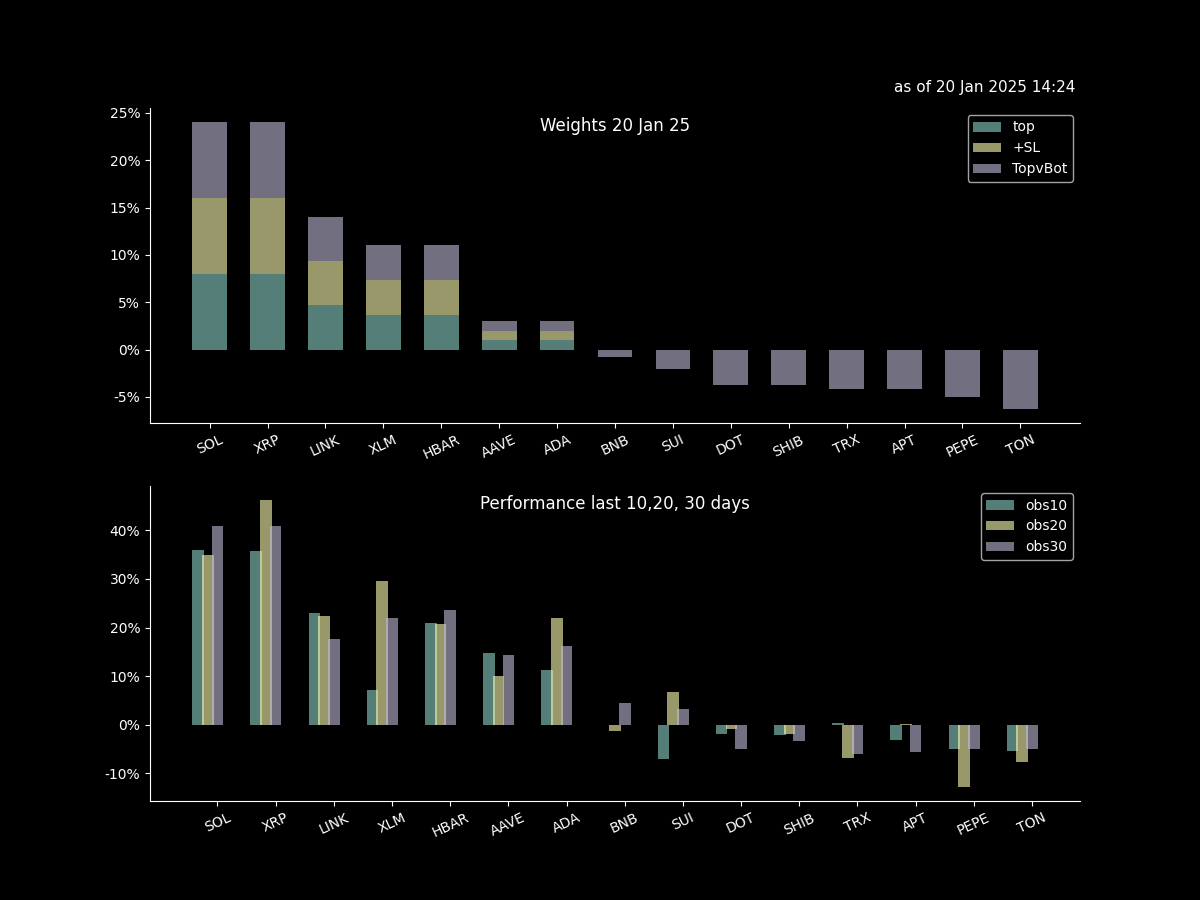 as of 20 Jan 2025 14:24
Weights 20 Jan 25
top
+SL
TopvBot
25%
20%
15%
10%
5%
0%
-5%
SOL XRP LINK XLM HBAR AAVE ADA BNB SUI DOT SHIB TRX APT PEPE TON
Performance last 10,20, 30 days
obs10
obs20
obs30
40%
30%
20%
10%
0%
-10%
SOL XRP LINK XLM HBAR AAVE ADA BNB SUI DOT SHIB TRX APT PEPE TON